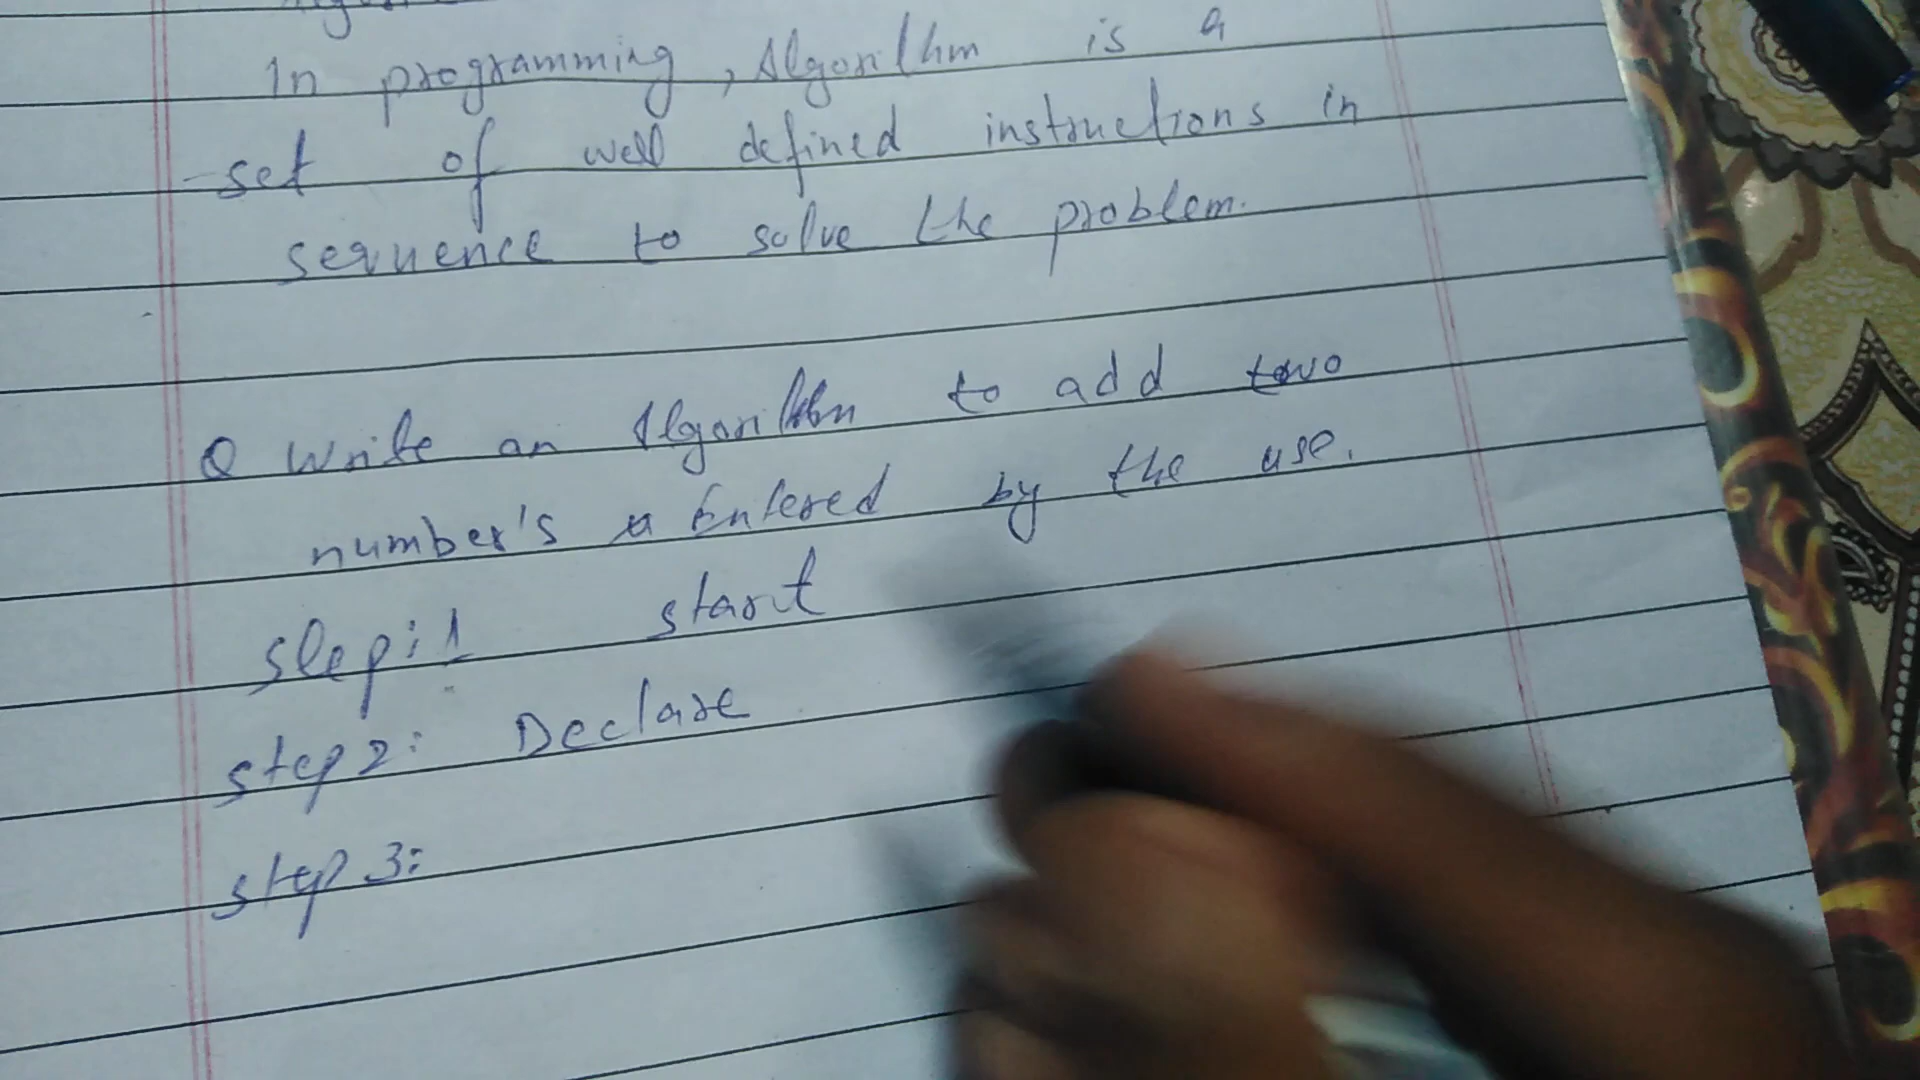 In programming, Algorithm is a
set of well defined instructions in
sequence to solve the problem.
Q Write an Algorithm to add two
number's Entered by the use.
step:1 start
step2: Declare
step 3: